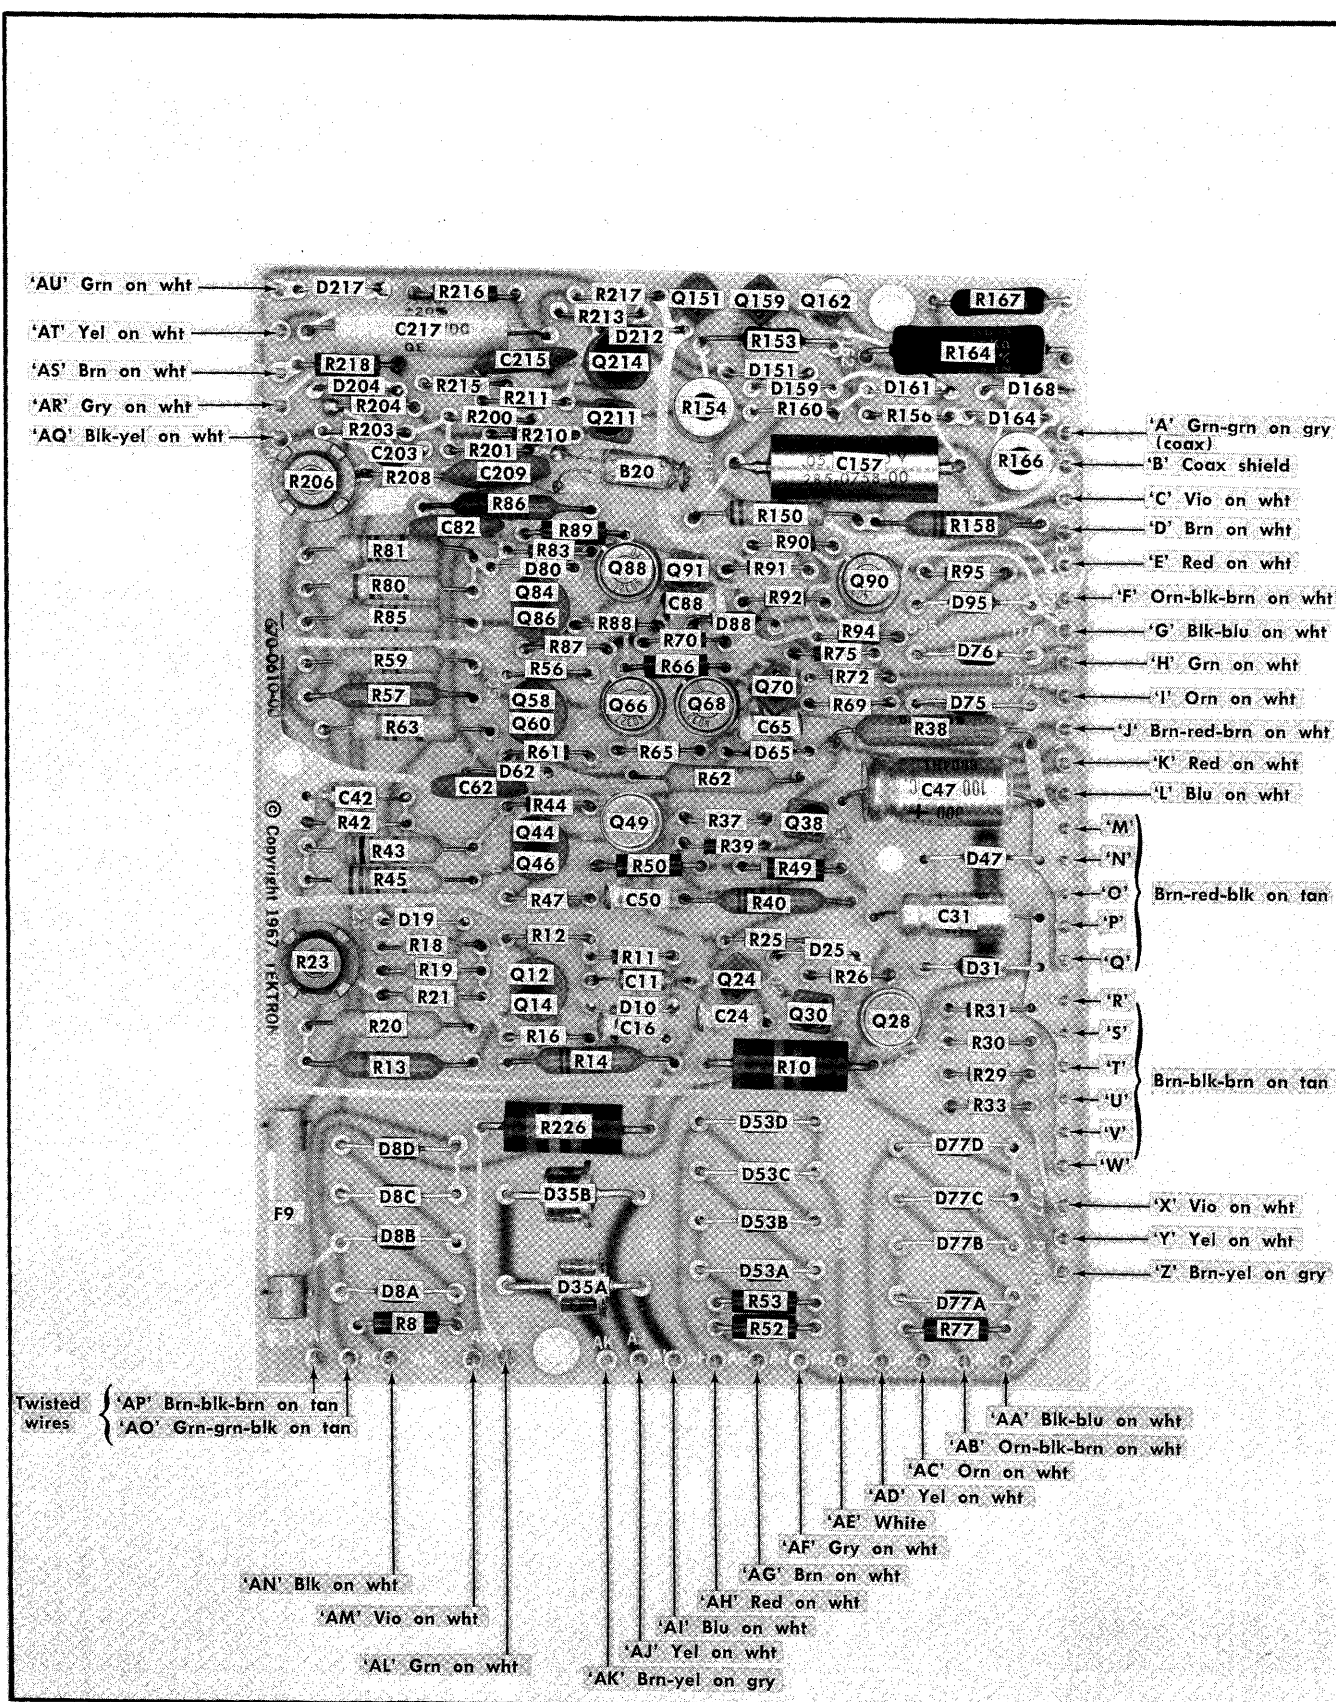 'AU' Grn on wht
'AT' Yel on wht
'AS' Brn on wht
'AR' Gry on wht
'AQ' Blk-yel on wht
D217
R216
R217
Q151
Q159
Q162
R167
±20%
C217
DC
R213
D212
R153
R164
R218
C215
Q214
D151
D204
R215
D159
D161
D168
R204
R211
R154
R160
R156
D164
R200
Q211
R203
R210
R201
C203
R206
R208
C209
B20
C157
285-0758-00
R166
R86
R150
R158
C82
R89
R90
R81
R83
D80
Q88
Q91
R91
Q90
R95
R80
Q84
C88
R92
D95
R85
Q86
R88
D88
R94
R70
R87
R75
D76
R59
R56
R66
R72
Q70
R57
Q58
Q66
Q68
R69
D75
Q60
C65
R63
R38
R61
R65
D65
D62
R62
C62
C47
C42
R44
R42
Q49
R37
Q38
Q44
R39
R43
Q46
R50
R49
D47
R45
R47
C50
R40
C31
D19
R12
R25
R18
D25
R23
R11
R19
Q12
C11
Q24
R26
D31
R21
Q14
D10
C24
Q30
Q28
R31
R20
R16
C16
R30
R13
R14
R10
R29
R33
670-0610-00
© Copyright 1967 TEKTRON
R226
D53D
D8D
D77D
D53C
D8C
D35B
D77C
F9
D53B
D8B
D77B
D53A
D35A
D8A
R53
D77A
R8
R52
R77
AK
'A' Grn-grn on gry
(coax)
'B' Coax shield
'C' Vio on wht
'D' Brn on wht
'E' Red on wht
'F' Orn-blk-brn on wht
'G' Blk-blu on wht
'H' Grn on wht
'I' Orn on wht
'J' Brn-red-brn on wht
'K' Red on wht
'L' Blu on wht
'M'
'N'
'O'
'P'
'Q'
Brn-red-blk on tan
'R'
'S'
'T'
'U'
'V'
'W'
Brn-blk-brn on tan
'X' Vio on wht
'Y' Yel on wht
'Z' Brn-yel on gry
Twisted
wires
'AP' Brn-blk-brn on tan
'AO' Grn-grn-blk on tan
'AA' Blk-blu on wht
'AB' Orn-blk-brn on wht
'AC' Orn on wht
'AD' Yel on wht
'AE' White
'AF' Gry on wht
'AG' Brn on wht
'AH' Red on wht
'AI' Blu on wht
'AJ' Yel on wht
'AK' Brn-yel on gry
'AN' Blk on wht
'AM' Vio on wht
'AL' Grn on wht